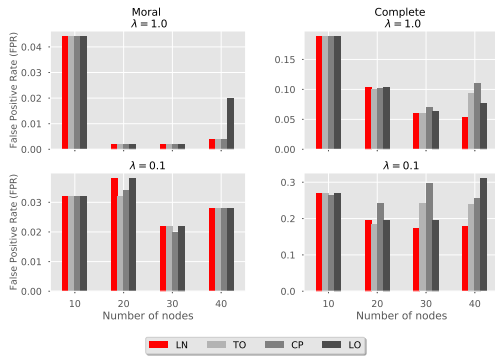 Moral
λ = 1.0
False Positive Rate (FPR)
0.04
0.03
0.02
0.01
0.00
Complete
λ = 1.0
0.15
0.10
0.05
0.00
λ = 0.1
False Positive Rate (FPR)
0.03
0.02
0.01
0.00
10 20 30 40
Number of nodes
λ = 0.1
0.3
0.2
0.1
0.0
10 20 30 40
Number of nodes
LN TO CP LO